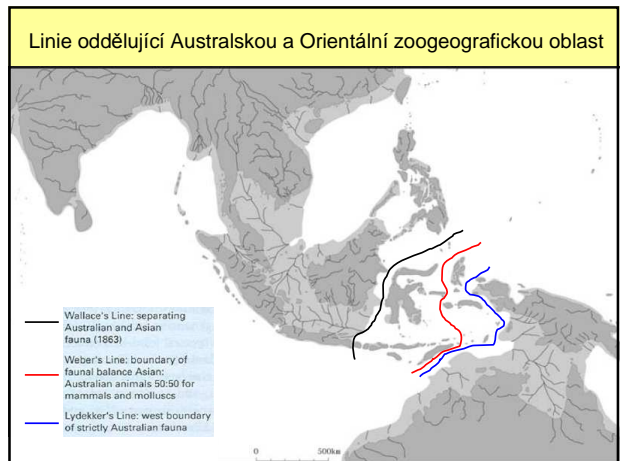 Linie oddělující Australskou a Orientální zoogeografickou oblast
Wallace's Line: separating
Australian and Asian
fauna (1863)
Weber's Line: boundary of
faunal balance Asian:
Australian animals 50:50 for
mammals and molluscs
Lydekker's Line: west boundary
of strictly Australian fauna
0 500km